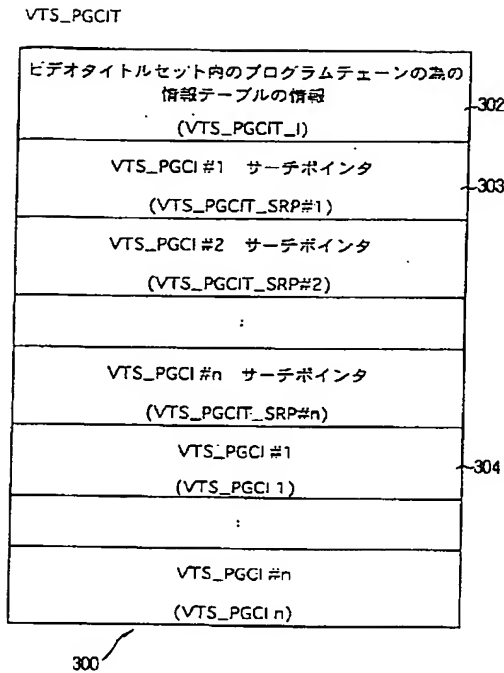 VTS_PGCIT
ビデオタイトルセット内のプログラムチェーンの為の
情報テーブルの情報
(VTS_PGCIT_I)
302
VTS_PGCI #1 サーチポインタ
(VTS_PGCIT_SRP#1)
303
VTS_PGCI #2 サーチポインタ
(VTS_PGCIT_SRP#2)
:
VTS_PGCI #n サーチポインタ
(VTS_PGCIT_SRP#n)
VTS_PGCI #1
(VTS_PGCI 1)
304
:
VTS_PGCI #n
(VTS_PGCI n)
300